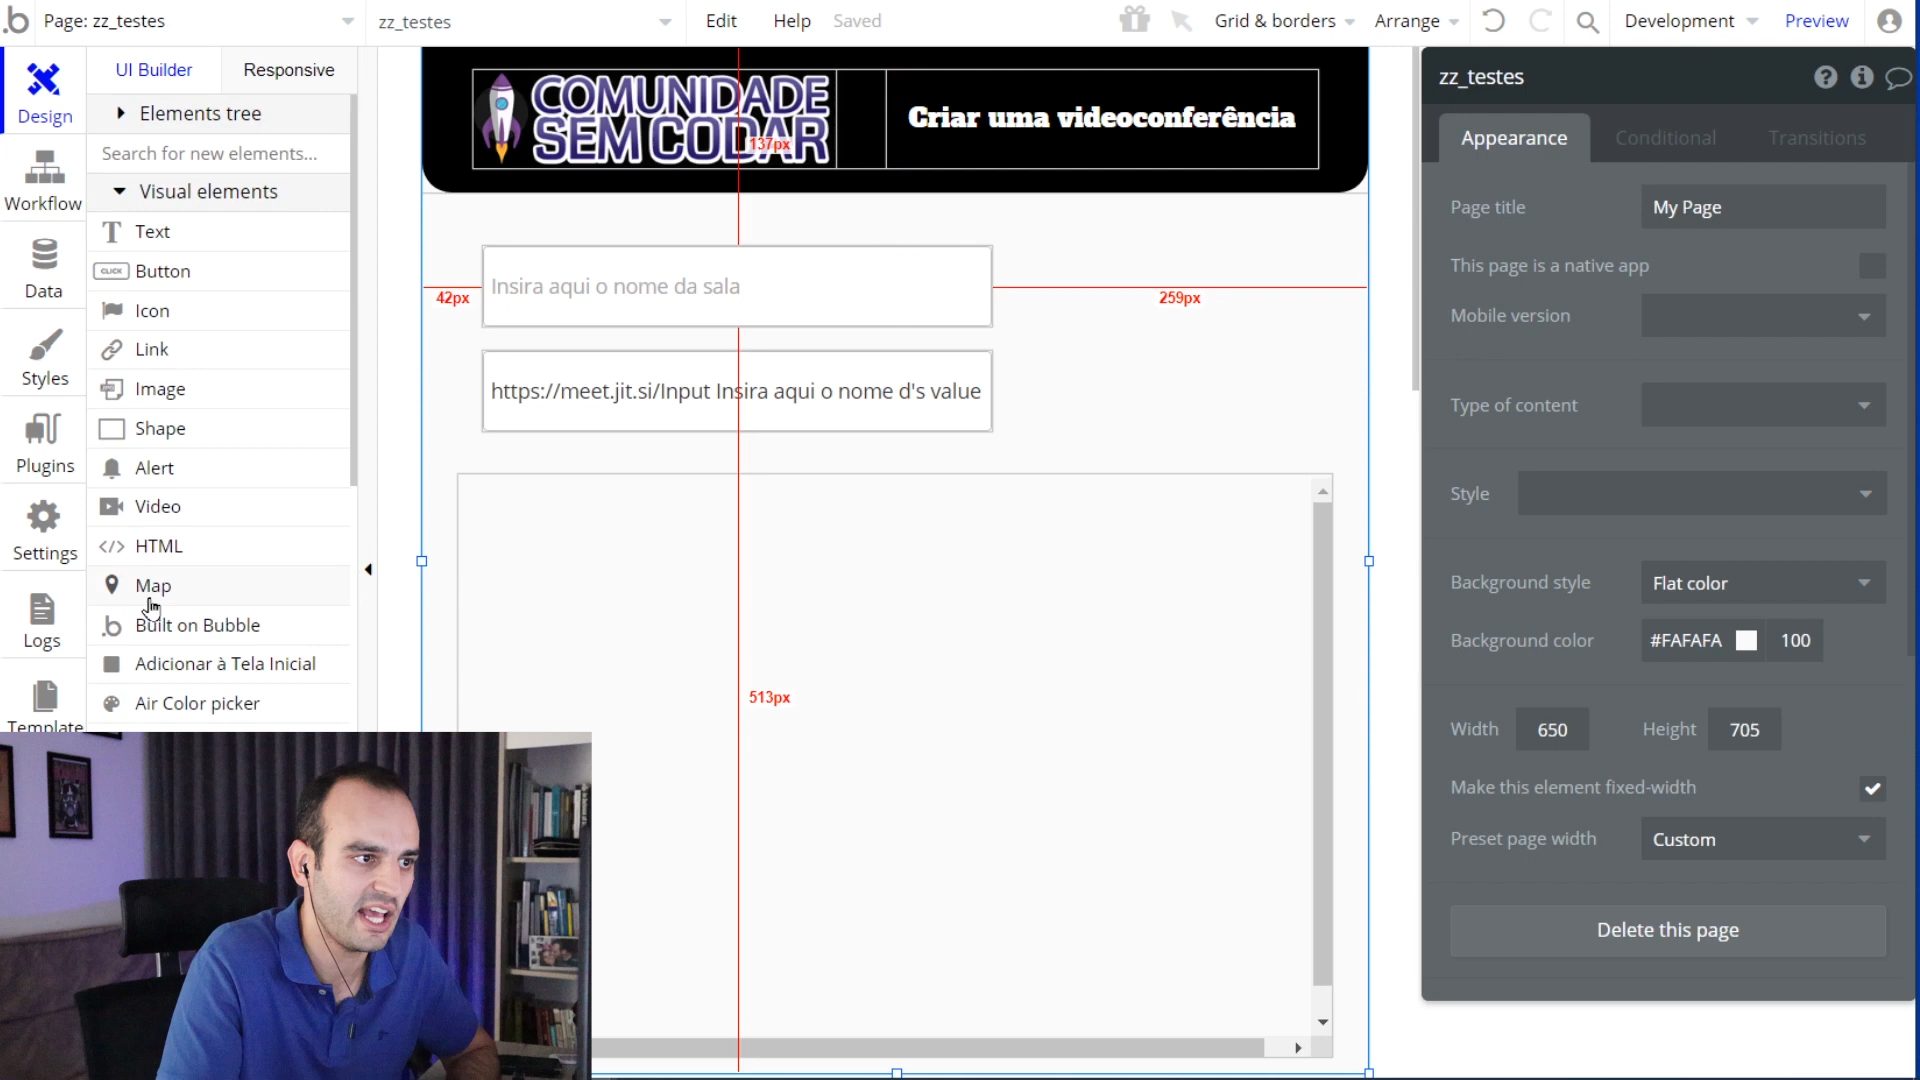 Page: zz_testes
zz_testes
Edit
Help
Saved
Grid & borders
Arrange
Development
Preview
Design
Workflow
Data
Styles
Plugins
Settings
Logs
Template
UI Builder
Responsive
Elements tree
Search for new elements...
Visual elements
Text
CLICK
Button
Icon
Link
Image
Shape
Alert
Video
HTML
Map
Built on Bubble
Adicionar à Tela Inicial
Air Color picker
COMUNIDADE
SEM CODAR
Criar uma videoconferência
137px
Insira aqui o nome da sala
42px
259px
https://meet.jit.si/Input Insira aqui o nome d's value
513px
zz_testes
Appearance
Conditional
Transitions
Page title
My Page
This page is a native app
Mobile version
Type of content
Style
Background style
Flat color
Background color
#FAFAFA
100
Width
650
Height
705
Make this element fixed-width
Preset page width
Custom
Delete this page